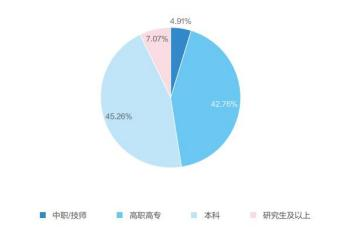 4.91%
7.07%
42.76%
45.26%
中职/技师 高职高专 本科 研究生及以上